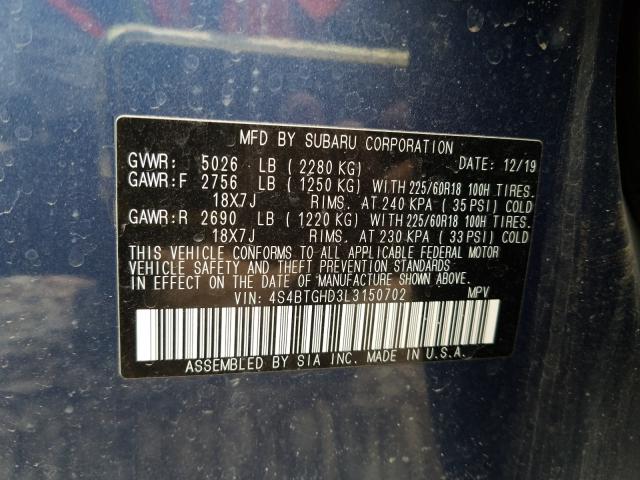 MFD BY SUBARU CORPORATION
GVWR: 5026 LB ( 2280 KG) DATE: 12/19
GAWR:F 2756 LB ( 1250 KG) WITH 225/60R18 100H TIRES.
18X7J RIMS. AT 240 KPA ( 35 PSI) COLD
GAWR:R 2690 LB ( 1220 KG) WITH 225/60R18 100H TIRES.
18X7J RIMS. AT 230 KPA ( 33 PSI) COLD
THIS VEHICLE CONFORMS TO ALL APPLICABLE FEDERAL MOTOR
VEHICLE SAFETY AND THEFT PREVENTION STANDARDS
IN EFFECT ON THE DATE OF MANUFACTURE SHOWN ABOVE.
VIN: 4S4BTGHD3L3150702 MPV
ASSEMBLED BY SIA INC. MADE IN U.S.A.